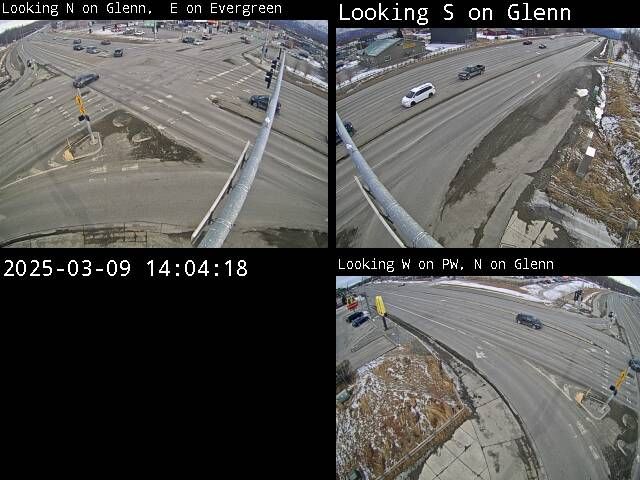 Looking N on Glenn, E on Evergreen
Looking S on Glenn
2025-03-09 14:04:18
Looking W on PW, N on Glenn